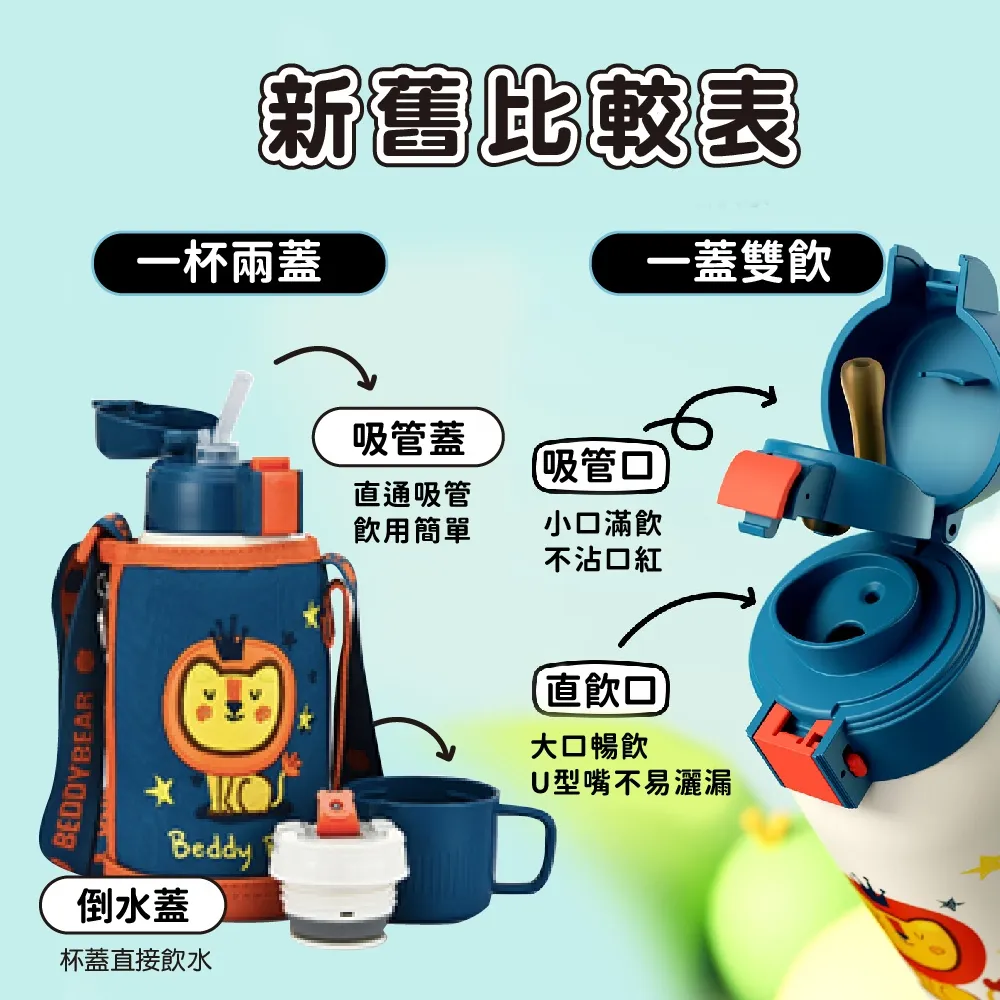 新舊比較表
一杯兩蓋
吸管蓋
直通吸管
飲用簡單
BEDDYBEAR
Beddy
倒水蓋
杯蓋直接飲水
一蓋雙飲
吸管口
小口滿飲
不沾口紅
直飲口
大口暢飲
U型嘴不易灑漏